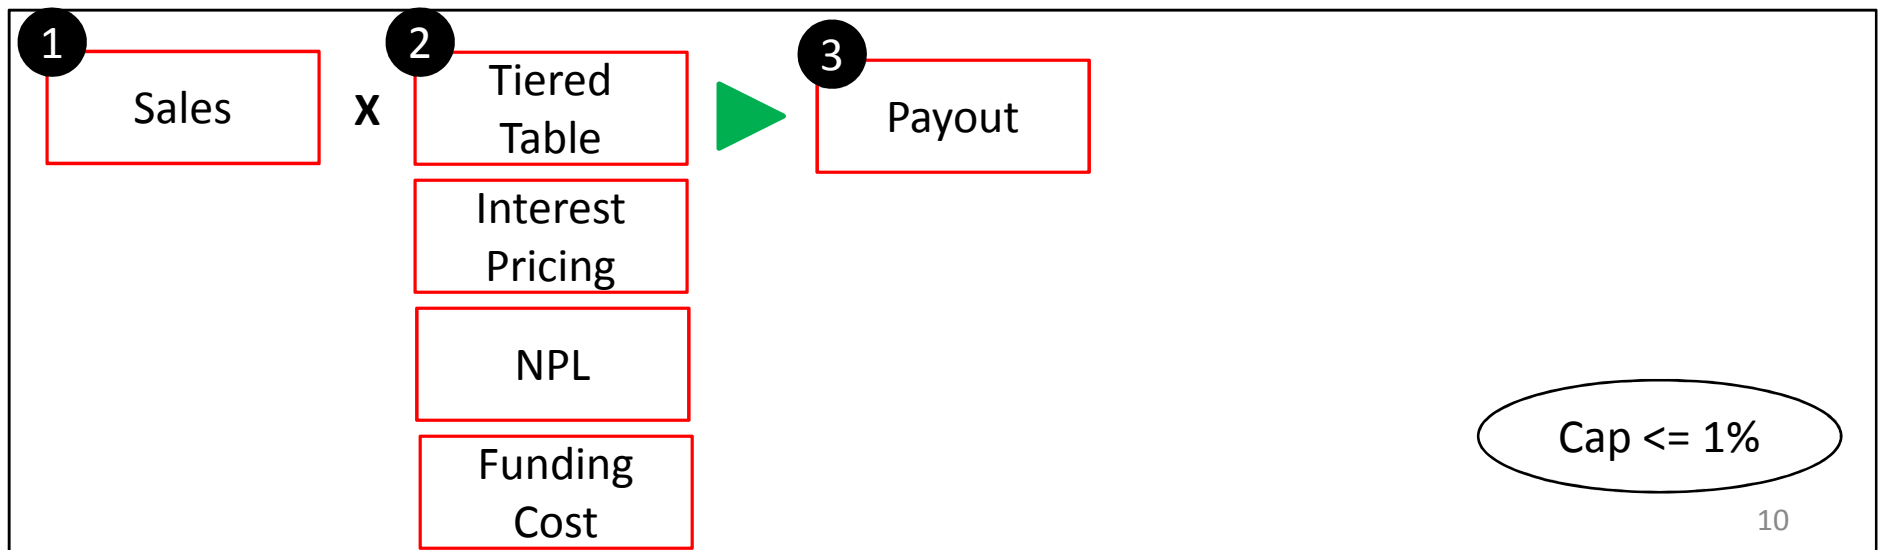 1
Sales
X
2
Tiered
Table
3
Payout
Interest
Pricing
NPL
Funding
Cost
Cap <= 1%
10